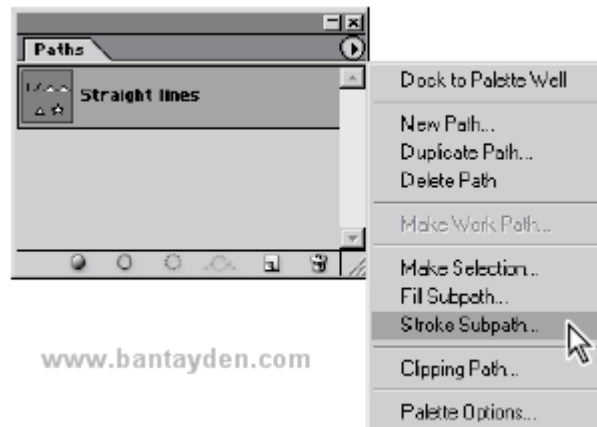 Paths
Straight lines
Dock to Palette Well
New Path...
Duplicate Path...
Delete Path
Make Work Path...
Make Selection...
Fill Subpath...
Stroke Subpath...
Clipping Path...
Palette Options...
www.bantayden.com